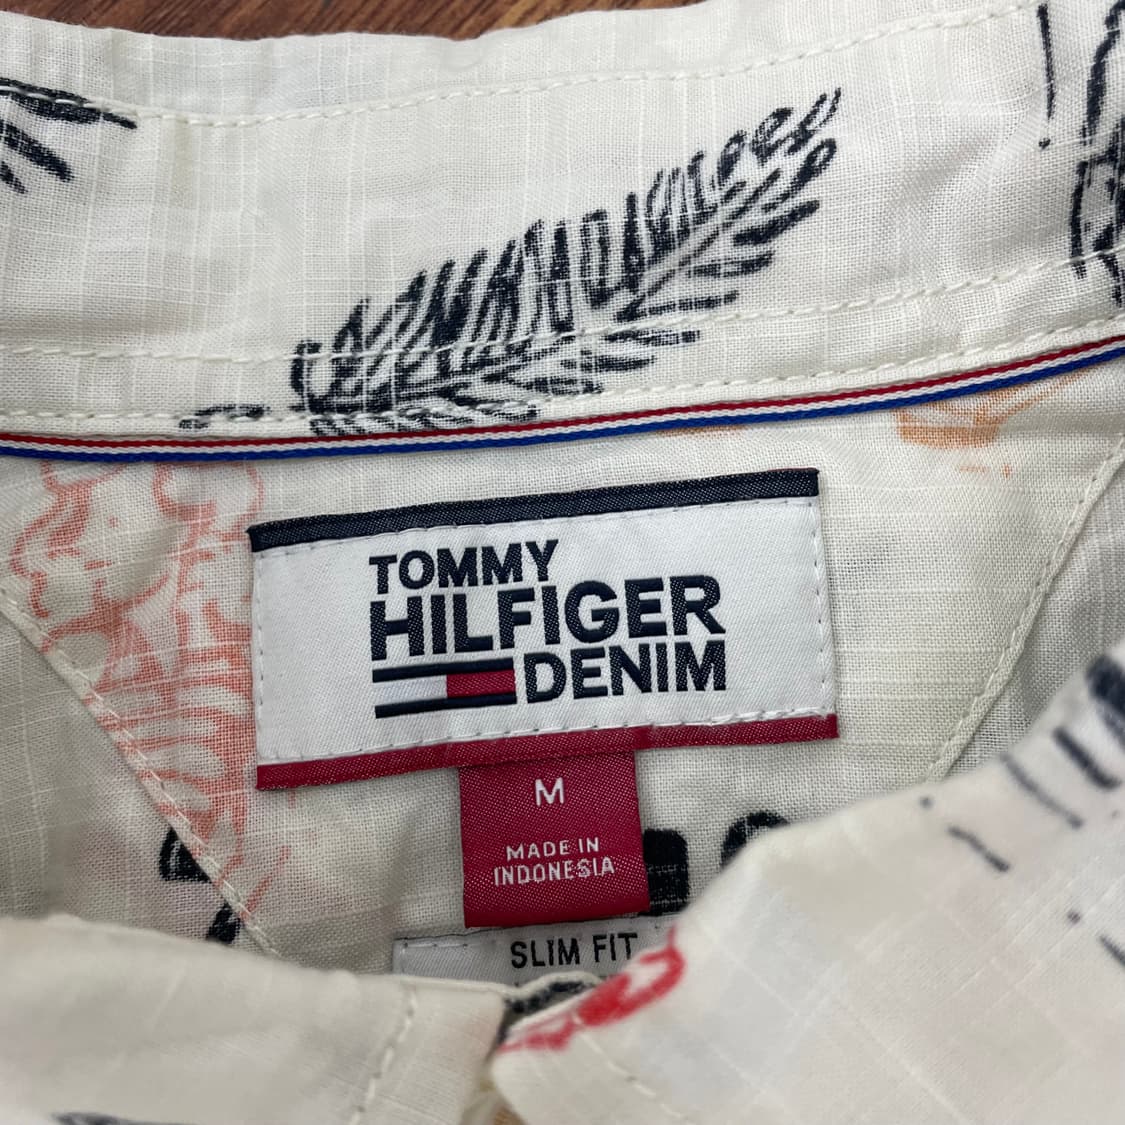 TOMMY
HILFIGER
DENIM
M
MADE IN
INDONESIA
SLIM FIT